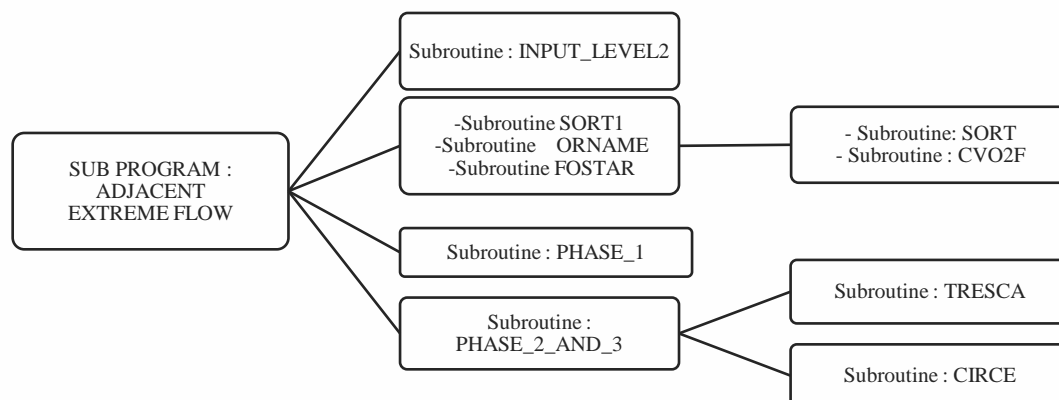 SUB PROGRAM :
ADJACENT
EXTREME FLOW
Subroutine : INPUT_LEVEL2
-Subroutine SORT1
-Subroutine ORNAME
-Subroutine FOSTAR
- Subroutine: SORT
- Subroutine : CVO2F
Subroutine : PHASE_1
Subroutine :
PHASE_2_AND_3
Subroutine : TRESCA
Subroutine : CIRCE